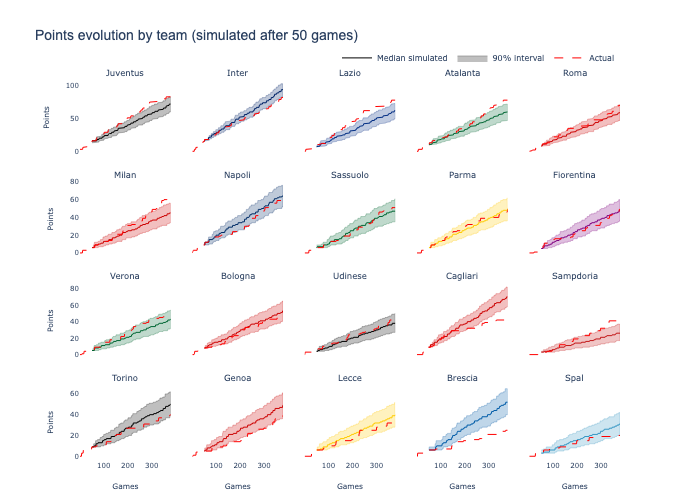 Points evolution by team (simulated after 50 games)
Median simulated 90% interval Actual
Juventus Inter Lazio Atalanta Roma
100
50
0
Points
Milan Napoli Sassuolo Parma Fiorentina
80
60
40
20
0
Points
Verona Bologna Udinese Cagliari Sampdoria
80
60
40
20
0
Points
Torino Genoa Lecce Brescia Spal
60
40
20
0
Points
100 200 300 100 200 300 100 200 300 100 200 300 100 200 300
Games Games Games Games Games